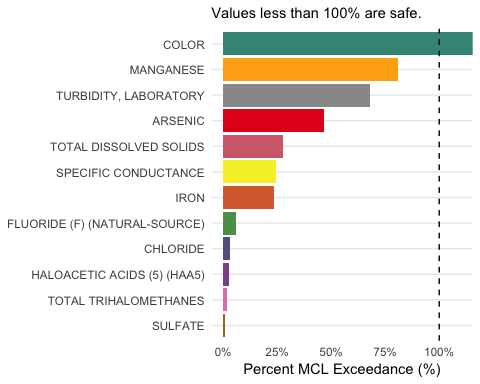 Values less than 100% are safe.
COLOR
MANGANESE
TURBIDITY, LABORATORY
ARSENIC
TOTAL DISSOLVED SOLIDS
SPECIFIC CONDUCTANCE
IRON
FLUORIDE (F) (NATURAL-SOURCE)
CHLORIDE
HALOACETIC ACIDS (5) (HAA5)
TOTAL TRIHALOMETHANES
SULFATE
0% 25% 50% 75% 100%
Percent MCL Exceedance (%)